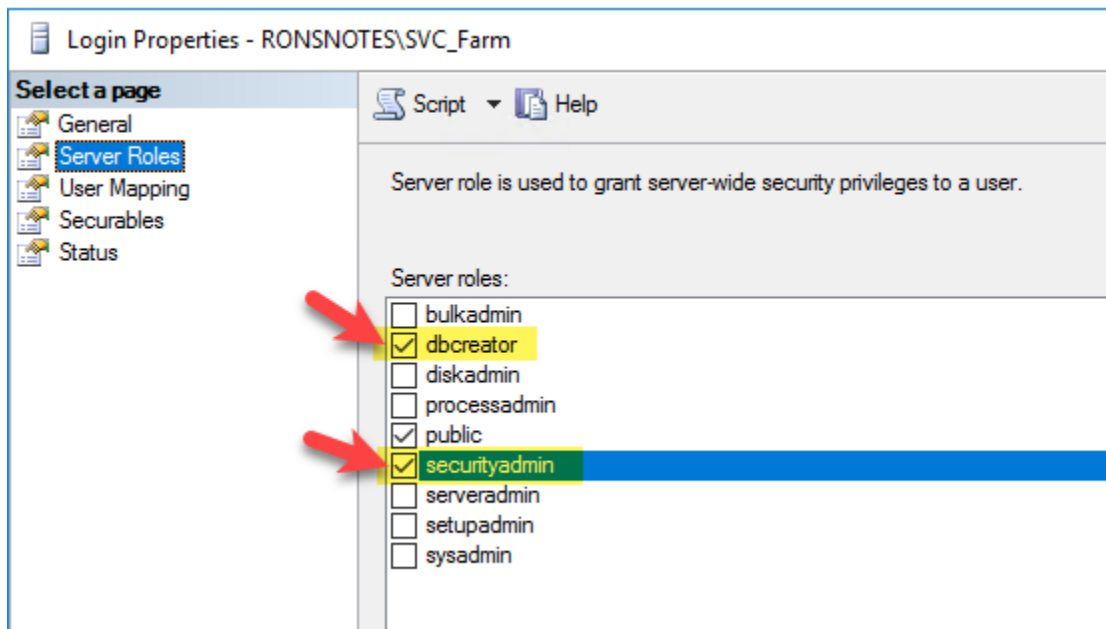 Login Properties - RONSNOTES\SVC_Farm
Select a page
General
Server Roles
User Mapping
Securables
Status
Script
Help
Server role is used to grant server-wide security privileges to a user.
Server roles:
bulkadmin
dbcreator
diskadmin
processadmin
public
securityadmin
serveradmin
setupadmin
sysadmin